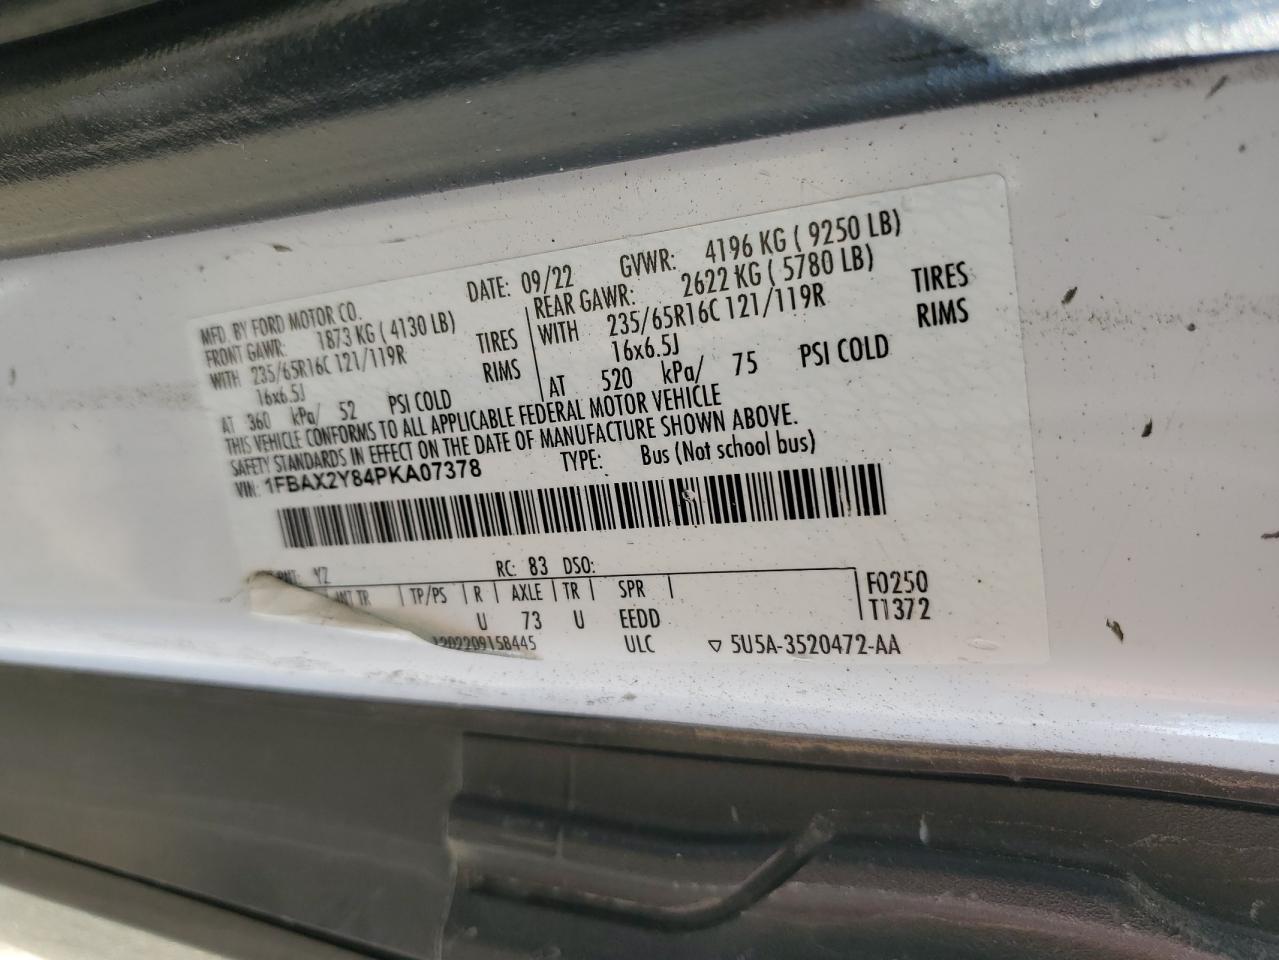 MFD. BY FORD MOTOR CO.
DATE: 09/22 GVWR: 4196 KG ( 9250 LB)
FRONT GAWR: 1873 KG ( 4130 LB) REAR GAWR: 2622 KG ( 5780 LB)
WITH 235/65R16C 121/119R TIRES WITH 235/65R16C 121/119R TIRES
16x6.5J RIMS 16x6.5J RIMS
AT 360 kPa/ 52 PSI COLD AT 520 kPa/ 75 PSI COLD
THIS VEHICLE CONFORMS TO ALL APPLICABLE FEDERAL MOTOR VEHICLE
SAFETY STANDARDS IN EFFECT ON THE DATE OF MANUFACTURE SHOWN ABOVE.
VIN: 1FBAX2Y84PKA07378 TYPE: Bus (Not school bus)
YZ RC: 83 DSO:
TR TP/PS R AXLE TR SPR F0250
U 73 U EEDD T1372
1202209158445 ULC ▽ 5U5A-3520472-AA